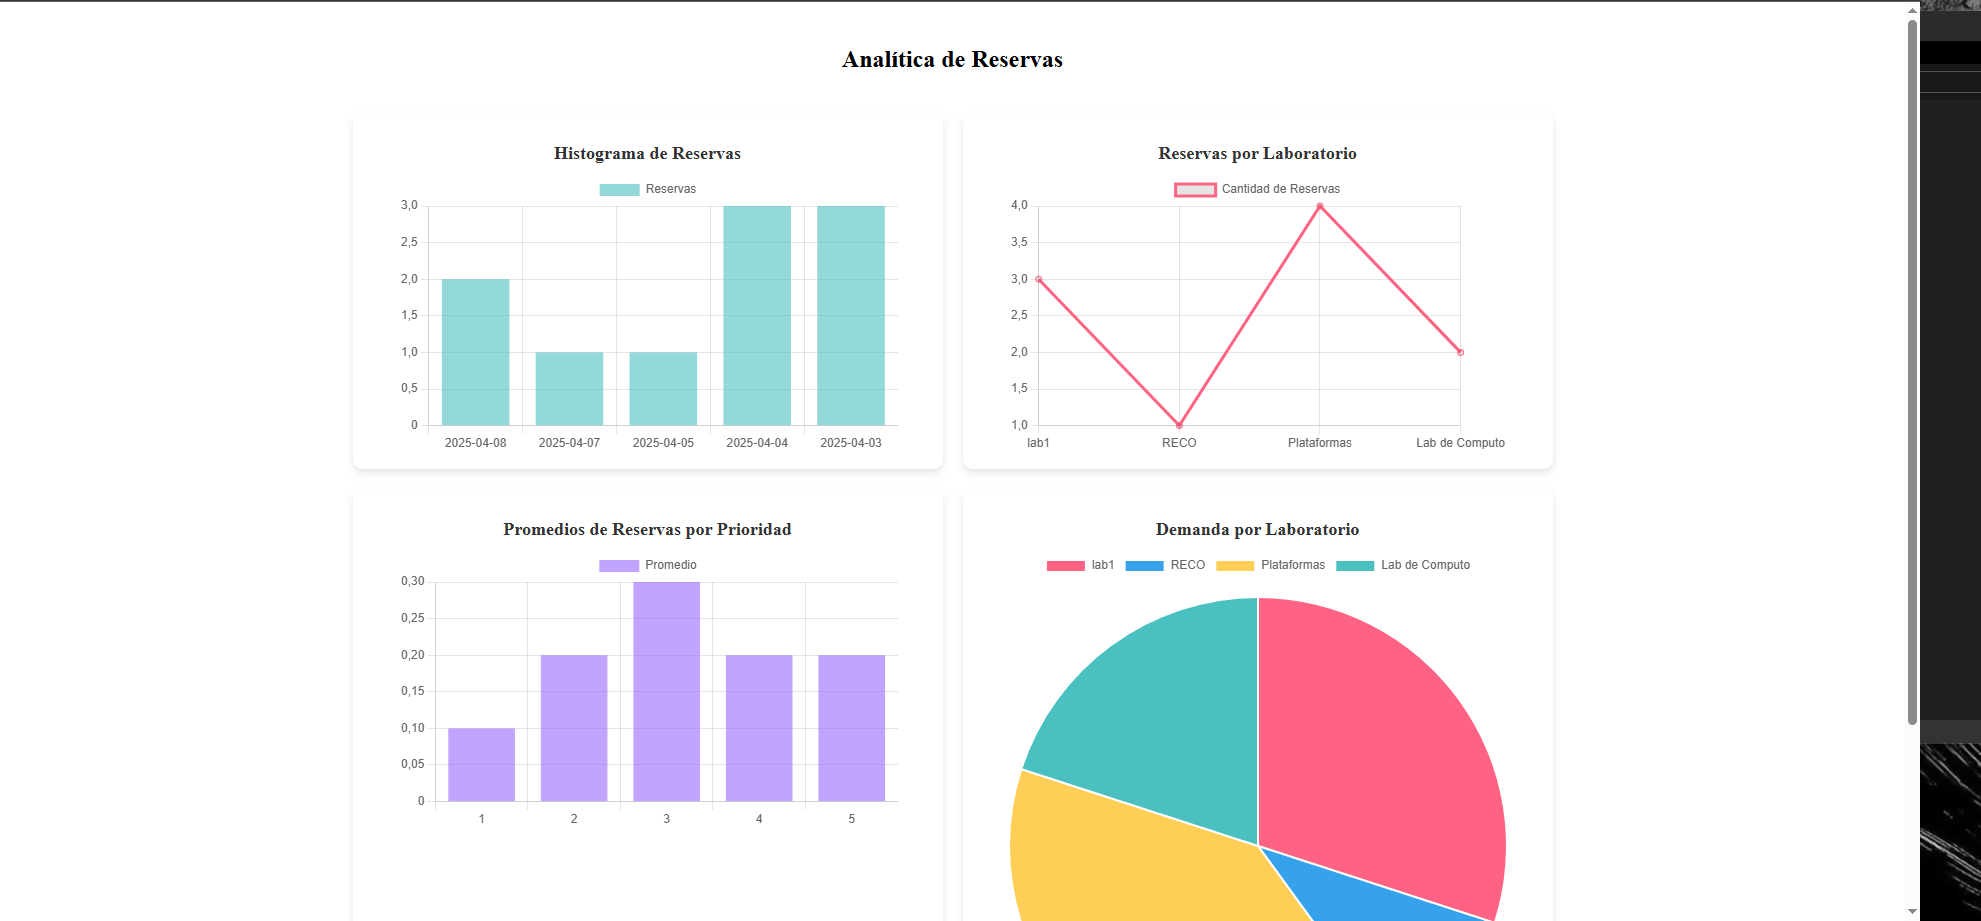 Analítica de Reservas
Histograma de Reservas
Reservas
3,0
2,5
2,0
1,5
1,0
0,5
0
2025-04-08 2025-04-07 2025-04-05 2025-04-04 2025-04-03
Reservas por Laboratorio
Cantidad de Reservas
4,0
3,5
3,0
2,5
2,0
1,5
1,0
lab1 RECO Plataformas Lab de Computo
Promedios de Reservas por Prioridad
Promedio
0,30
0,25
0,20
0,15
0,10
0,05
0
1 2 3 4 5
Demanda por Laboratorio
lab1 RECO Plataformas Lab de Computo